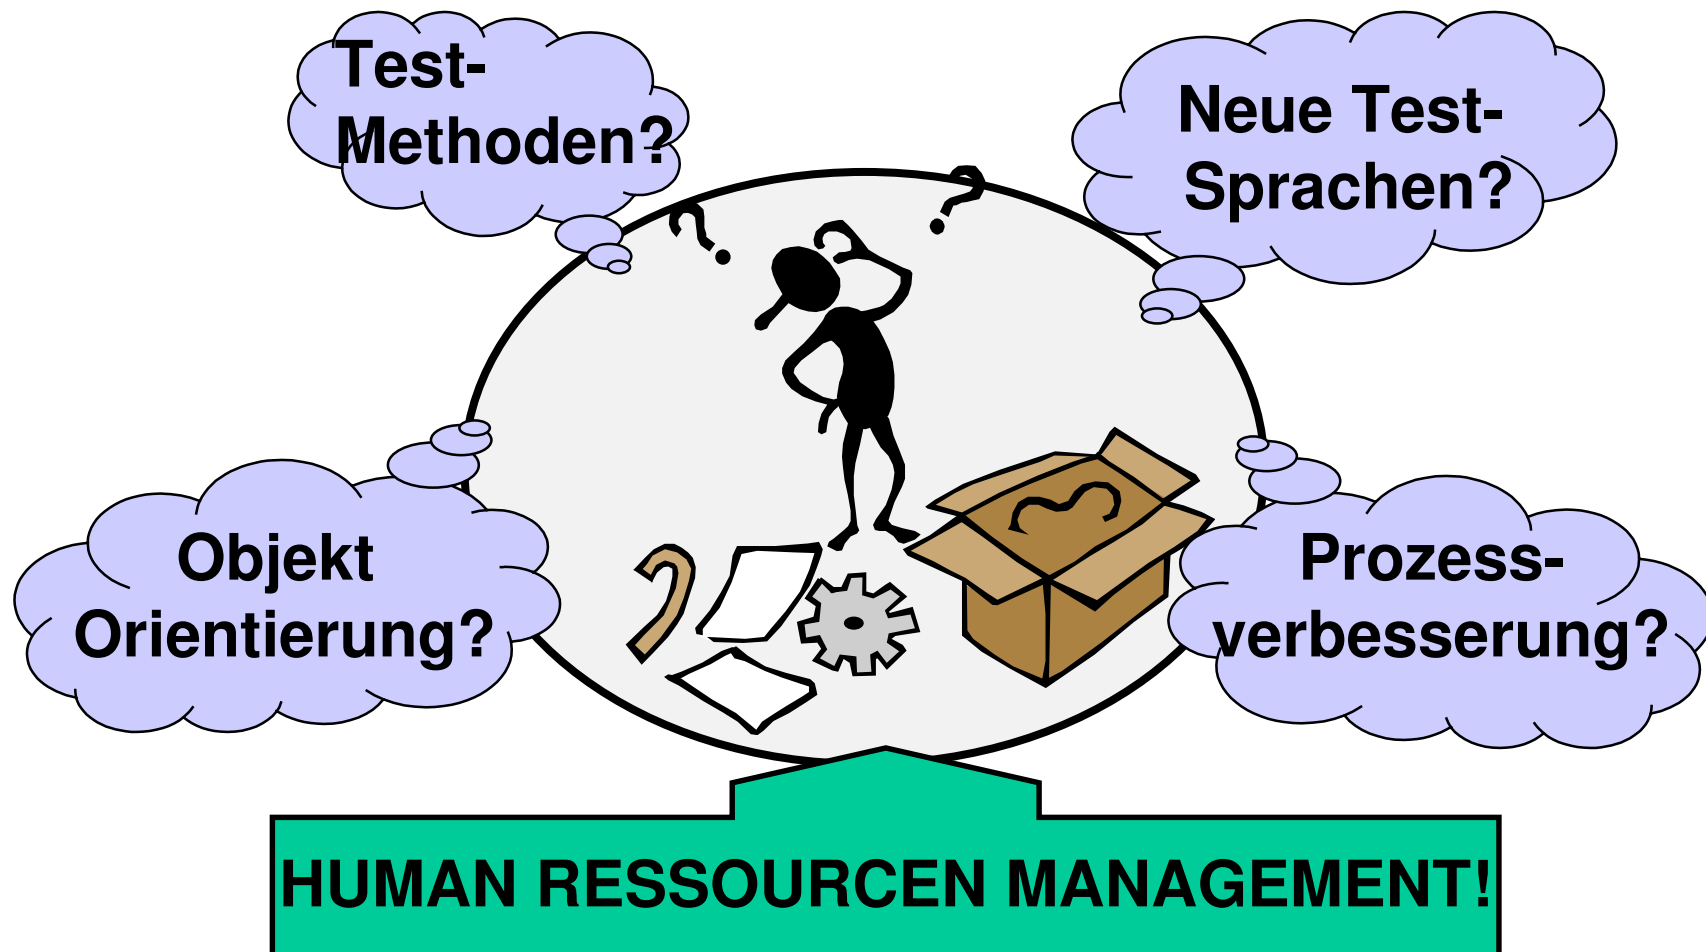 Test-
Methoden?
Neue Test-
Sprachen?
Objekt
Orientierung?
Prozess-
verbesserung?
HUMAN RESSOURCEN MANAGEMENT!